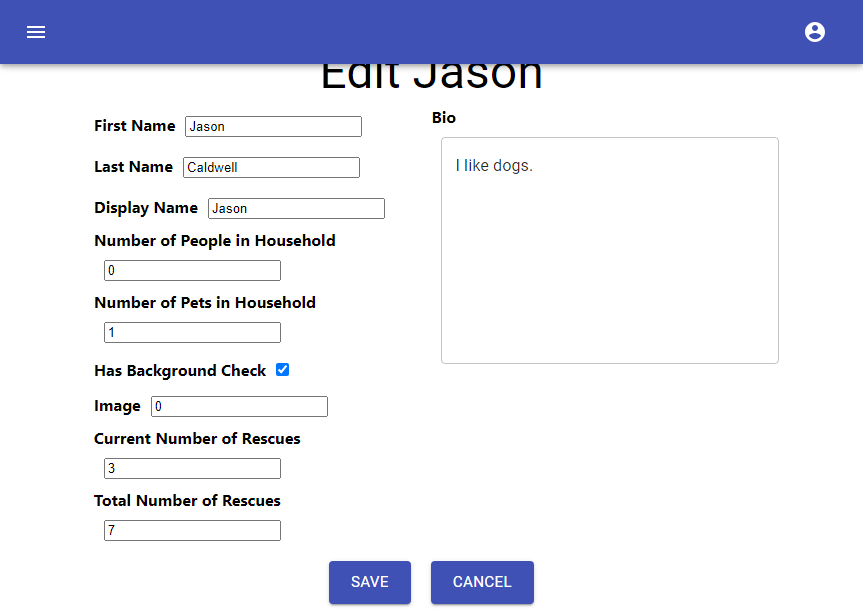 Edit Jason
First Name Jason
Last Name Caldwell
Display Name Jason
Number of People in Household
0
Number of Pets in Household
1
Has Background Check
Image 0
Current Number of Rescues
3
Total Number of Rescues
7
Bio
I like dogs.
SAVE CANCEL